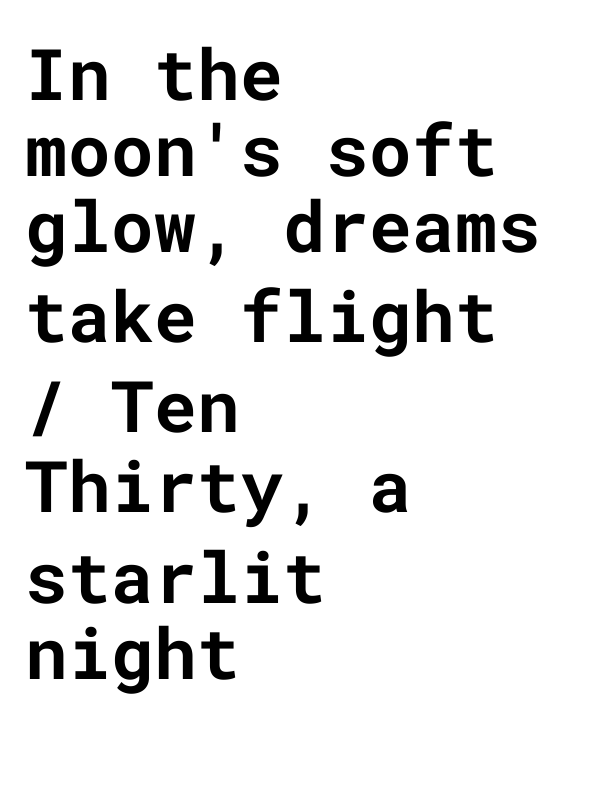 In the
moon's soft
glow, dreams
take flight
/ Ten
Thirty, a
starlit
night